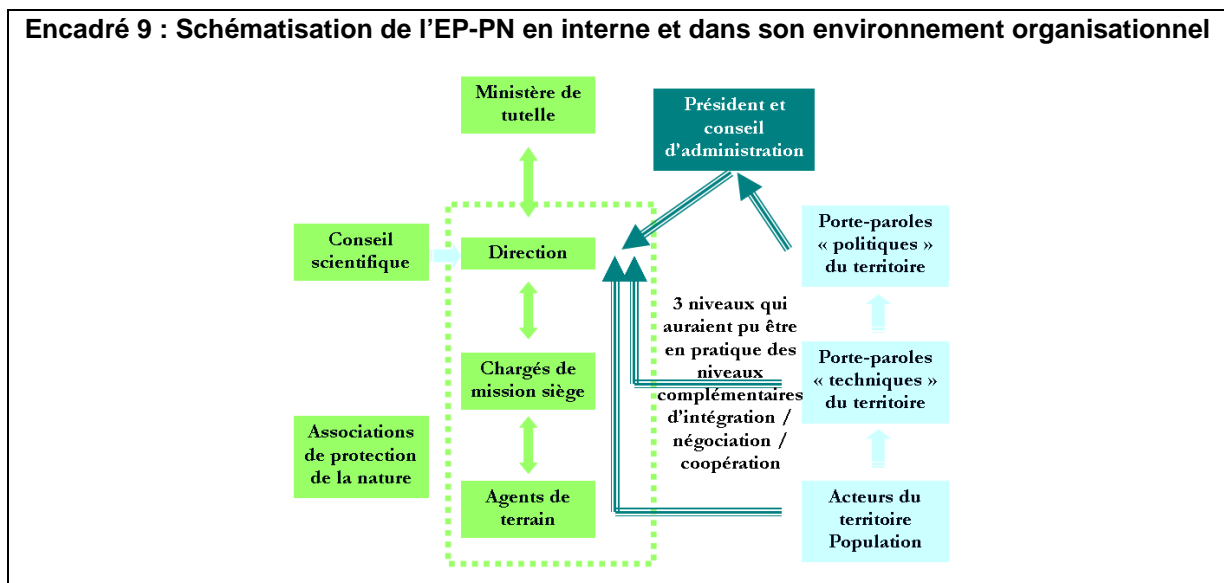 Encadré 9 : Schématisation de l'EP-PN en interne et dans son environnement organisationnel
Ministère de
tutelle
Président et
conseil
d'administration
Conseil
scientifique
Direction
Porte-paroles
« politiques »
du territoire
3 niveaux qui
auraient pu être
en pratique des
niveaux
complémentaires
d'intégration /
négociation /
coopération
Chargés de
mission siège
Porte-paroles
« techniques »
du territoire
Associations
de protection
de la nature
Agents de
terrain
Acteurs du
territoire
Population